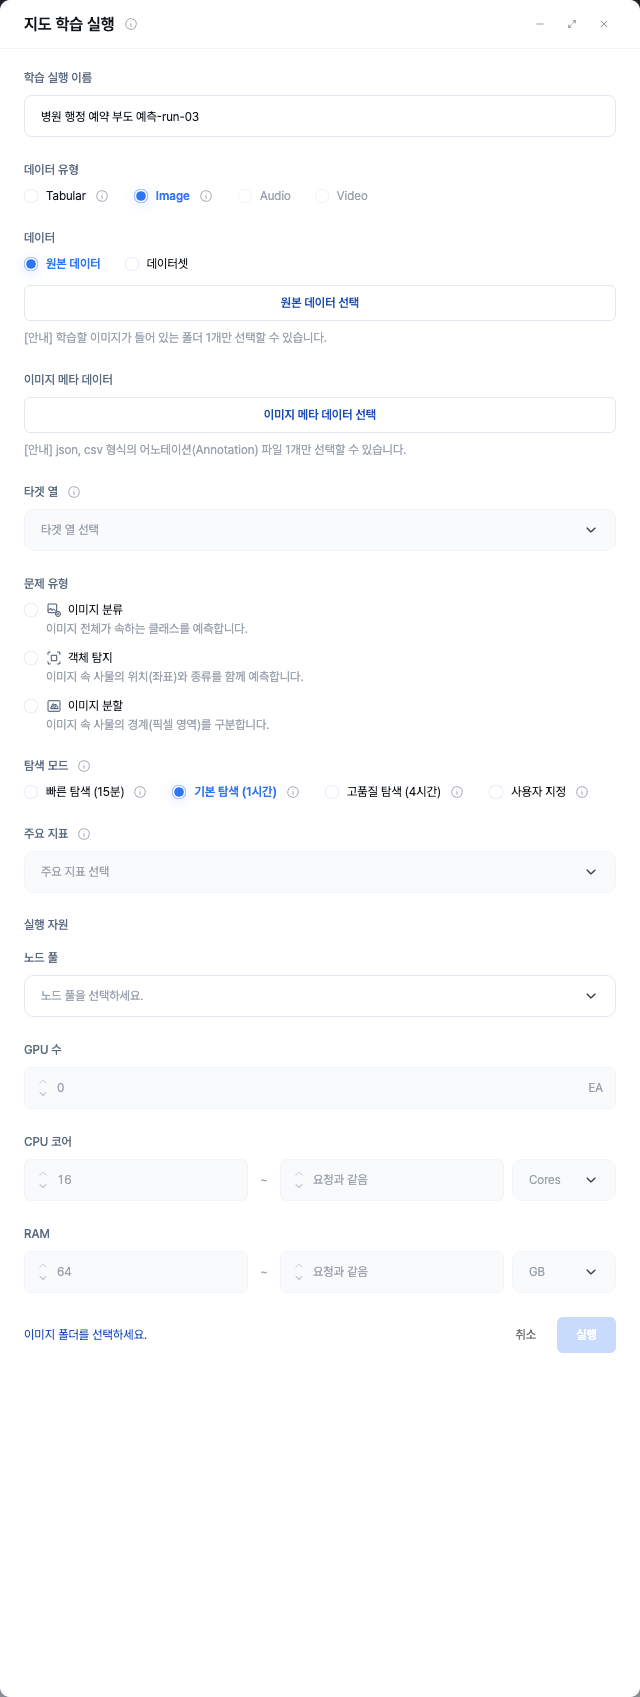 지도 학습 실행
학습 실행 이름
병원 행정 예약 부도 예측-run-03
데이터 유형
Tabular Image Audio Video
데이터
원본 데이터 데이터셋
원본 데이터 선택
[안내] 학습할 이미지가 들어 있는 폴더 1개만 선택할 수 있습니다.
이미지 메타 데이터
이미지 메타 데이터 선택
[안내] json, csv 형식의 어노테이션(Annotation) 파일 1개만 선택할 수 있습니다.
타겟 열
타겟 열 선택
문제 유형
이미지 분류
이미지 전체가 속하는 클래스를 예측합니다.
객체 탐지
이미지 속 사물의 위치(좌표)와 종류를 함께 예측합니다.
이미지 분할
이미지 속 사물의 경계(픽셀 영역)를 구분합니다.
탐색 모드
빠른 탐색 (15분) 기본 탐색 (1시간) 고품질 탐색 (4시간) 사용자 지정
주요 지표
주요 지표 선택
실행 자원
노드 풀
노드 풀을 선택하세요.
GPU 수
0 EA
CPU 코어
16 ~ 요청과 같음 Cores
RAM
64 ~ 요청과 같음 GB
이미지 폴더를 선택하세요. 취소 실행